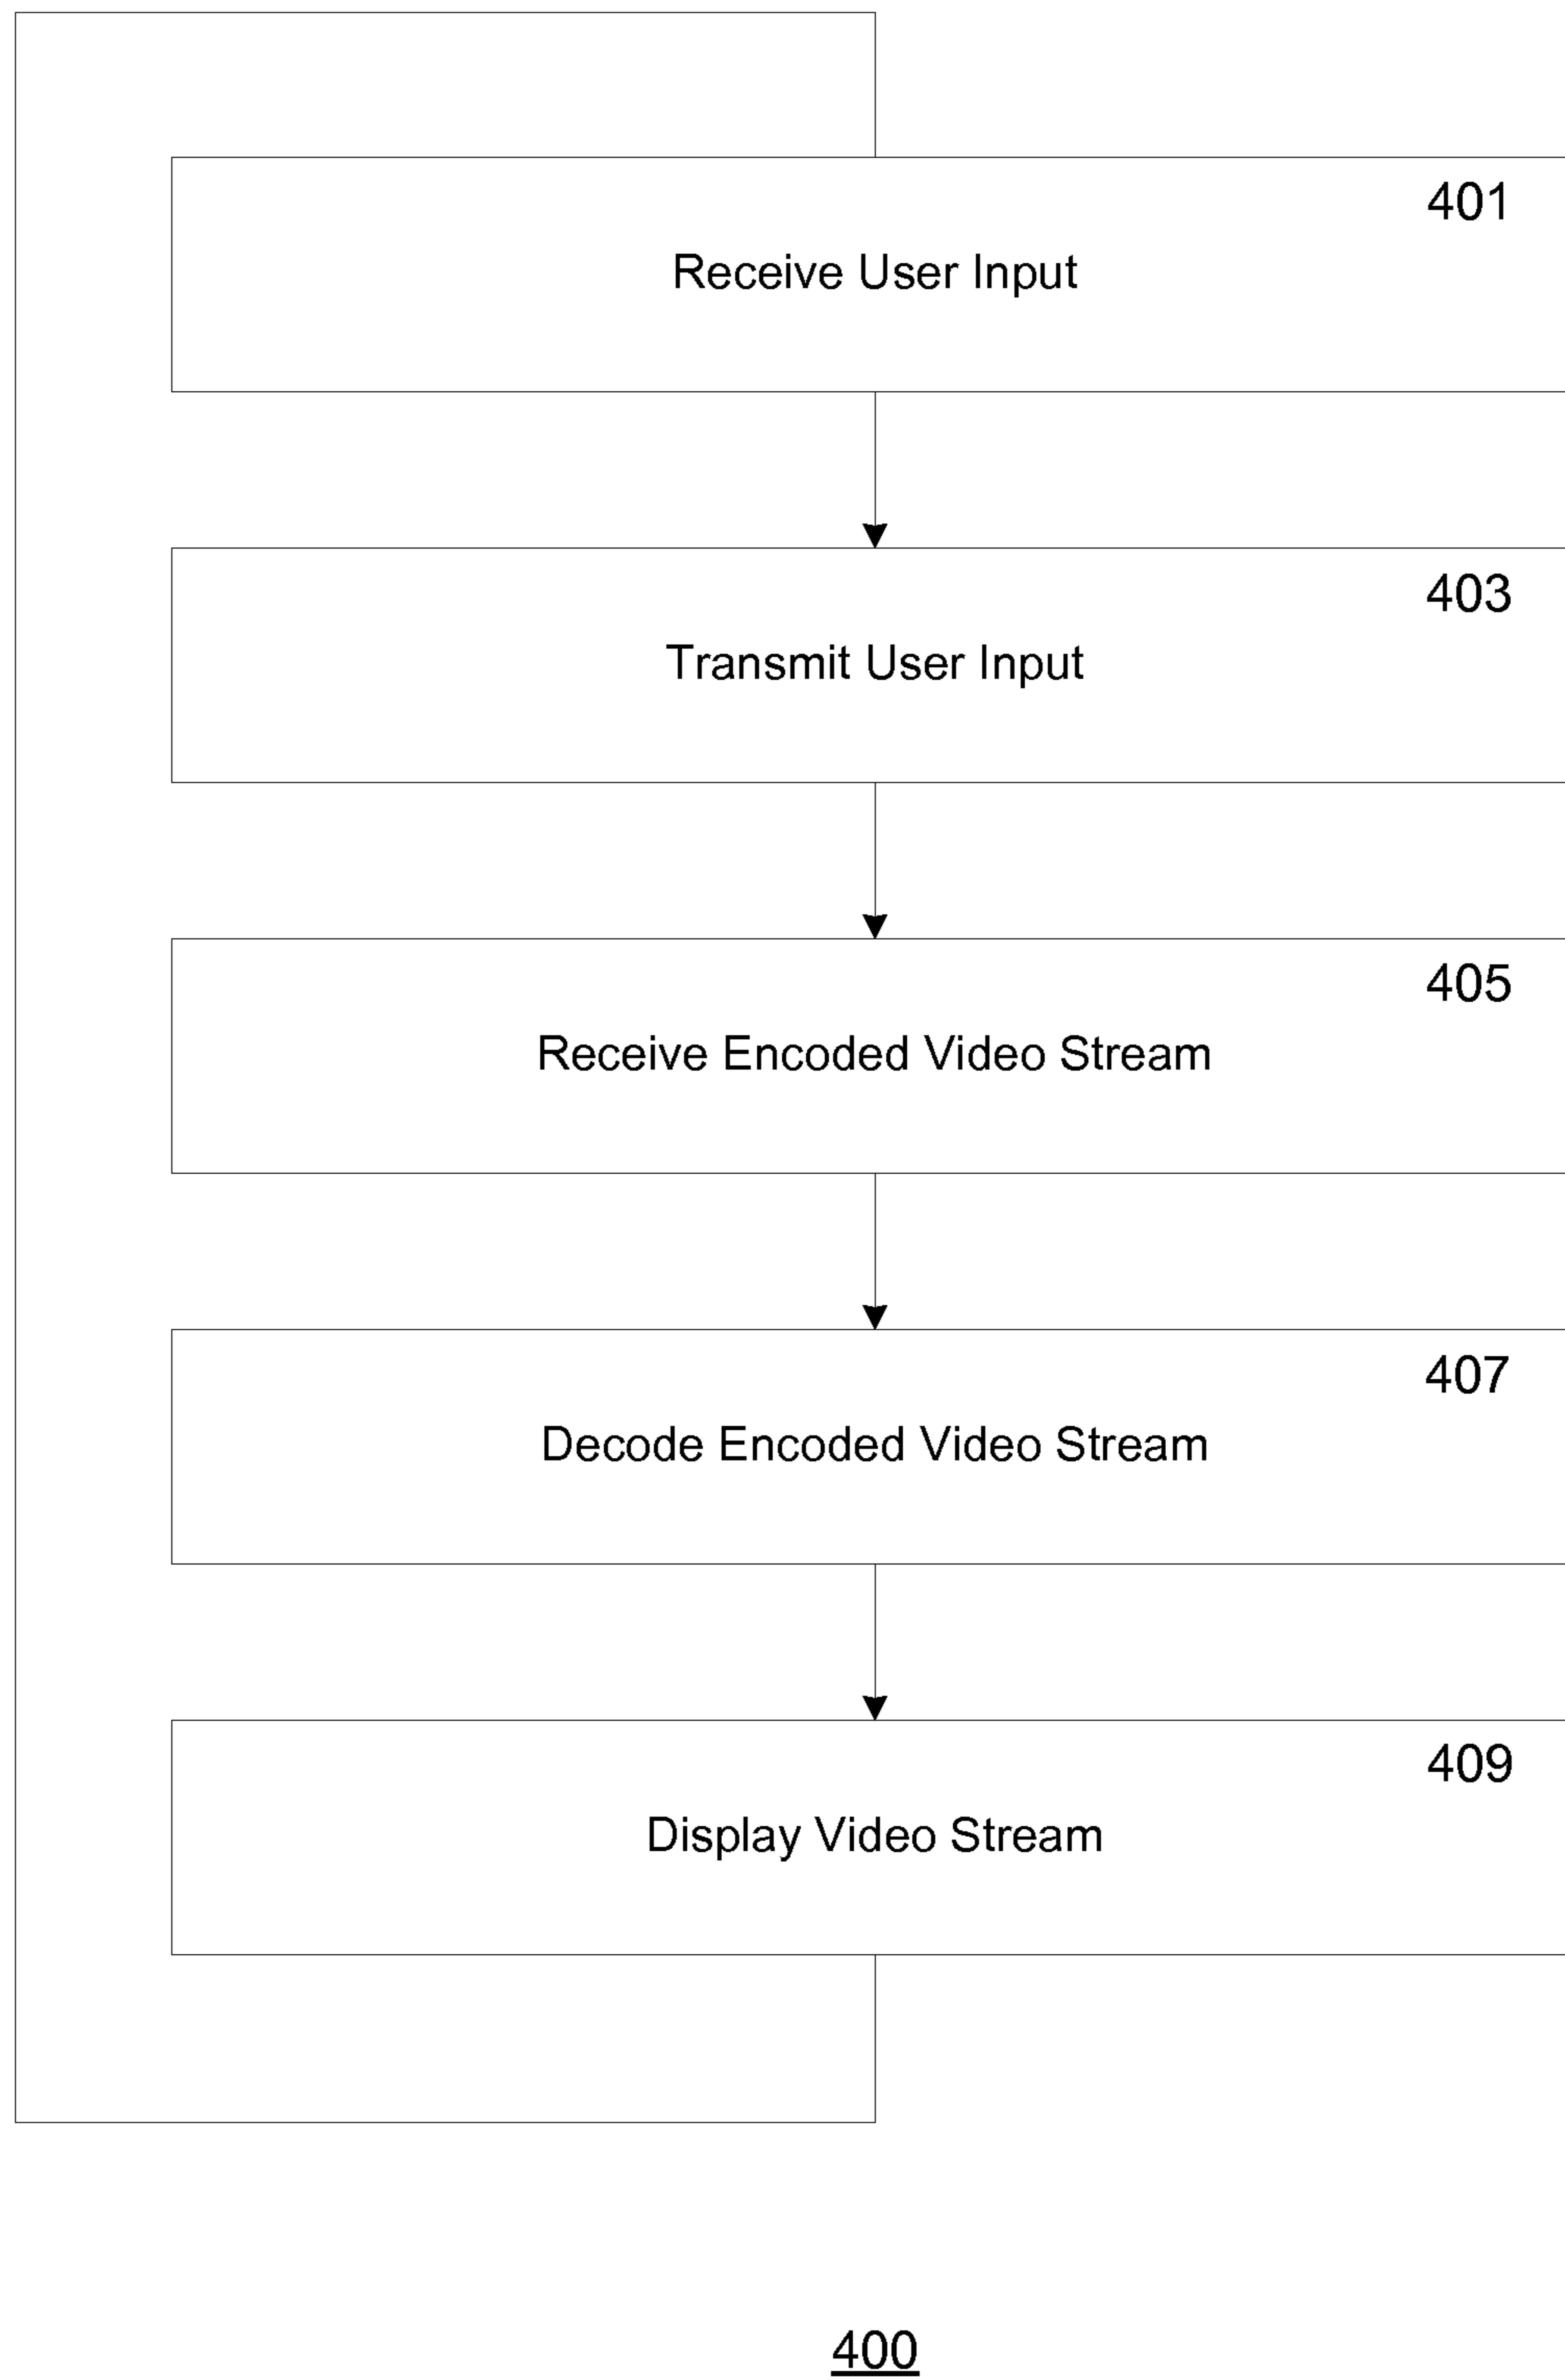 401
Receive User Input
403
Transmit User Input
405
Receive Encoded Video Stream
407
Decode Encoded Video Stream
409
Display Video Stream
400